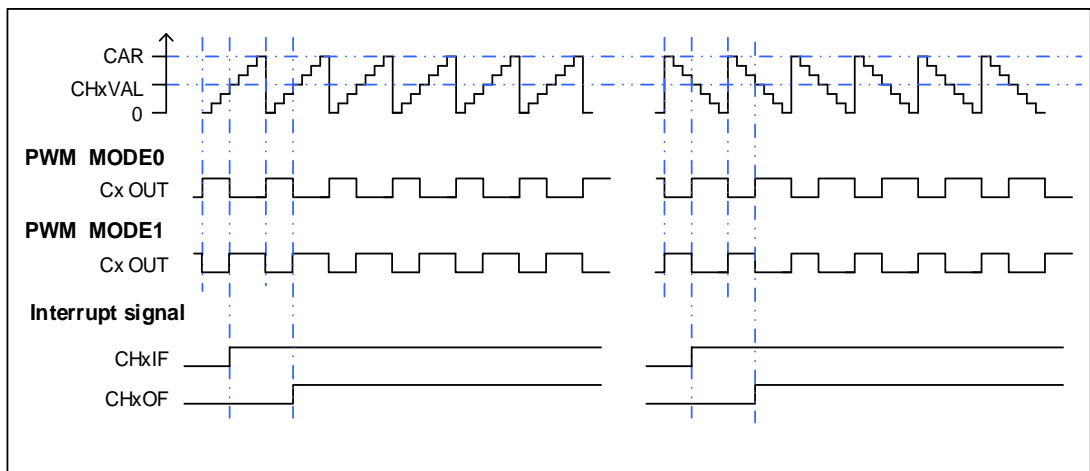 CAR
CHxVAL
0
PWM MODE0
Cx OUT
PWM MODE1
Cx OUT
Interrupt signal
CHxIF
CHxOF